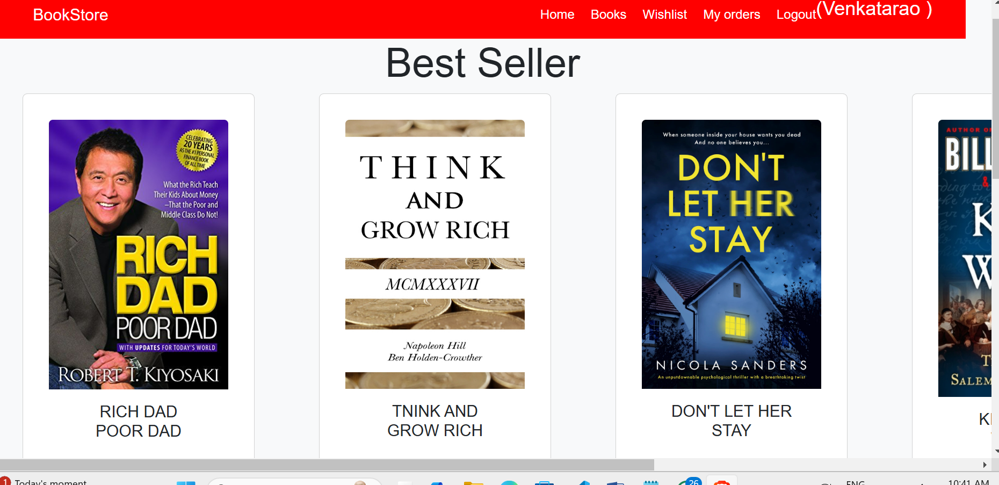 BookStore
Home Books Wishlist My orders Logout(Venkatarao )
Best Seller
CELEBRATING
20 YEARS
AS THE #1 PERSONAL
FINANCE BOOK
OF ALL TIME
What the Rich Teach
Their Kids About Money
–That the Poor and
Middle Class Do Not!
RICH
DAD
POOR DAD
WITH UPDATES FOR TODAY'S WORLD
ROBERT T. KIYOSAKI
RICH DAD
POOR DAD
THINK
AND
GROW RICH
MCMXXXVII
Napoleon Hill
Ben Holden-Crowther
TNINK AND
GROW RICH
When someone inside your house wants you dead
And no one believes you...
DON'T
LET HER
STAY
NICOLA SANDERS
An unputdownable psychological thriller with a breathtaking twist
DON'T LET HER
STAY
AUTHOR
BILL
&
K
W
SALEM
K
1 Today's moment
26
ENG
10:41 AM